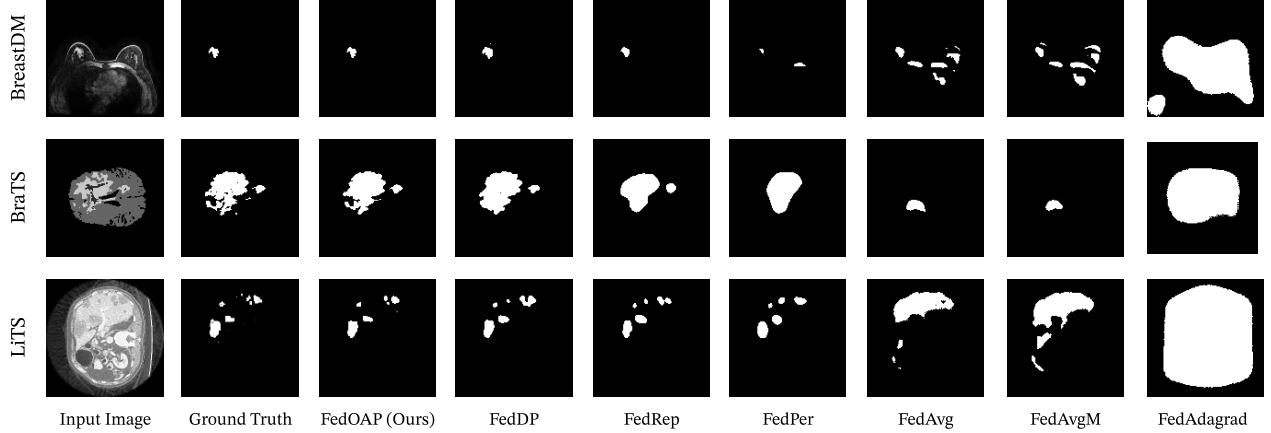 BreastDM
BraTS
LiTS
Input Image Ground Truth FedOAP (Ours) FedDP FedRep FedPer FedAvg FedAvgM FedAdagrad